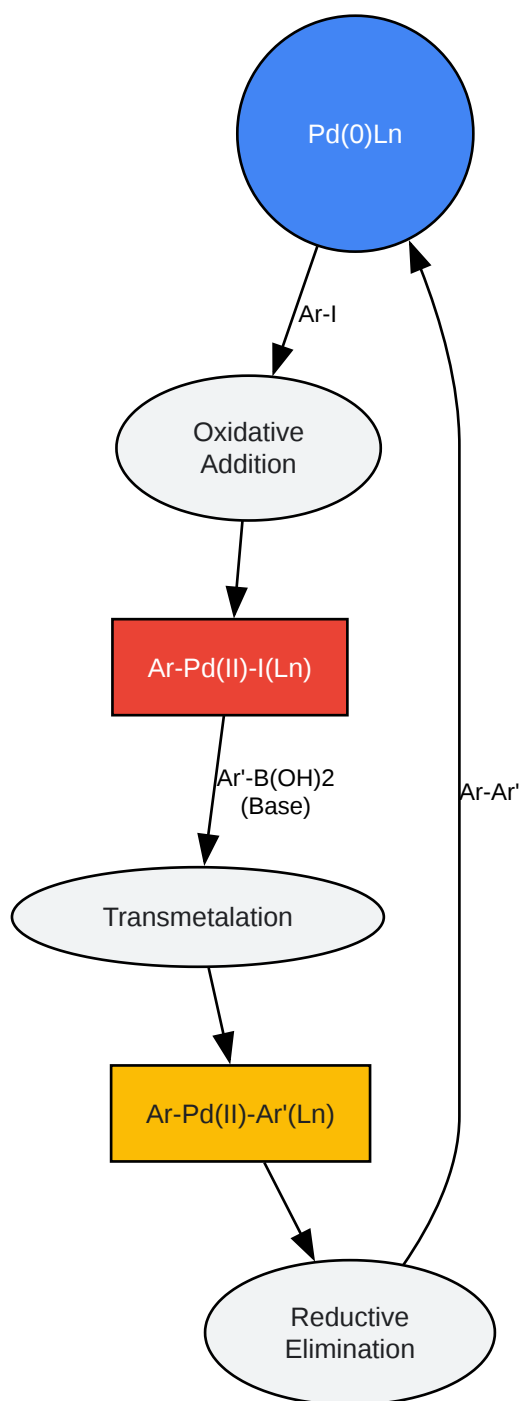 Pd(0)Ln
Ar-I
Oxidative
Addition
Ar-Pd(II)-I(Ln)
Ar'-B(OH)2
(Base)
Ar-Ar'
Transmetalation
Ar-Pd(II)-Ar'(Ln)
Reductive
Elimination